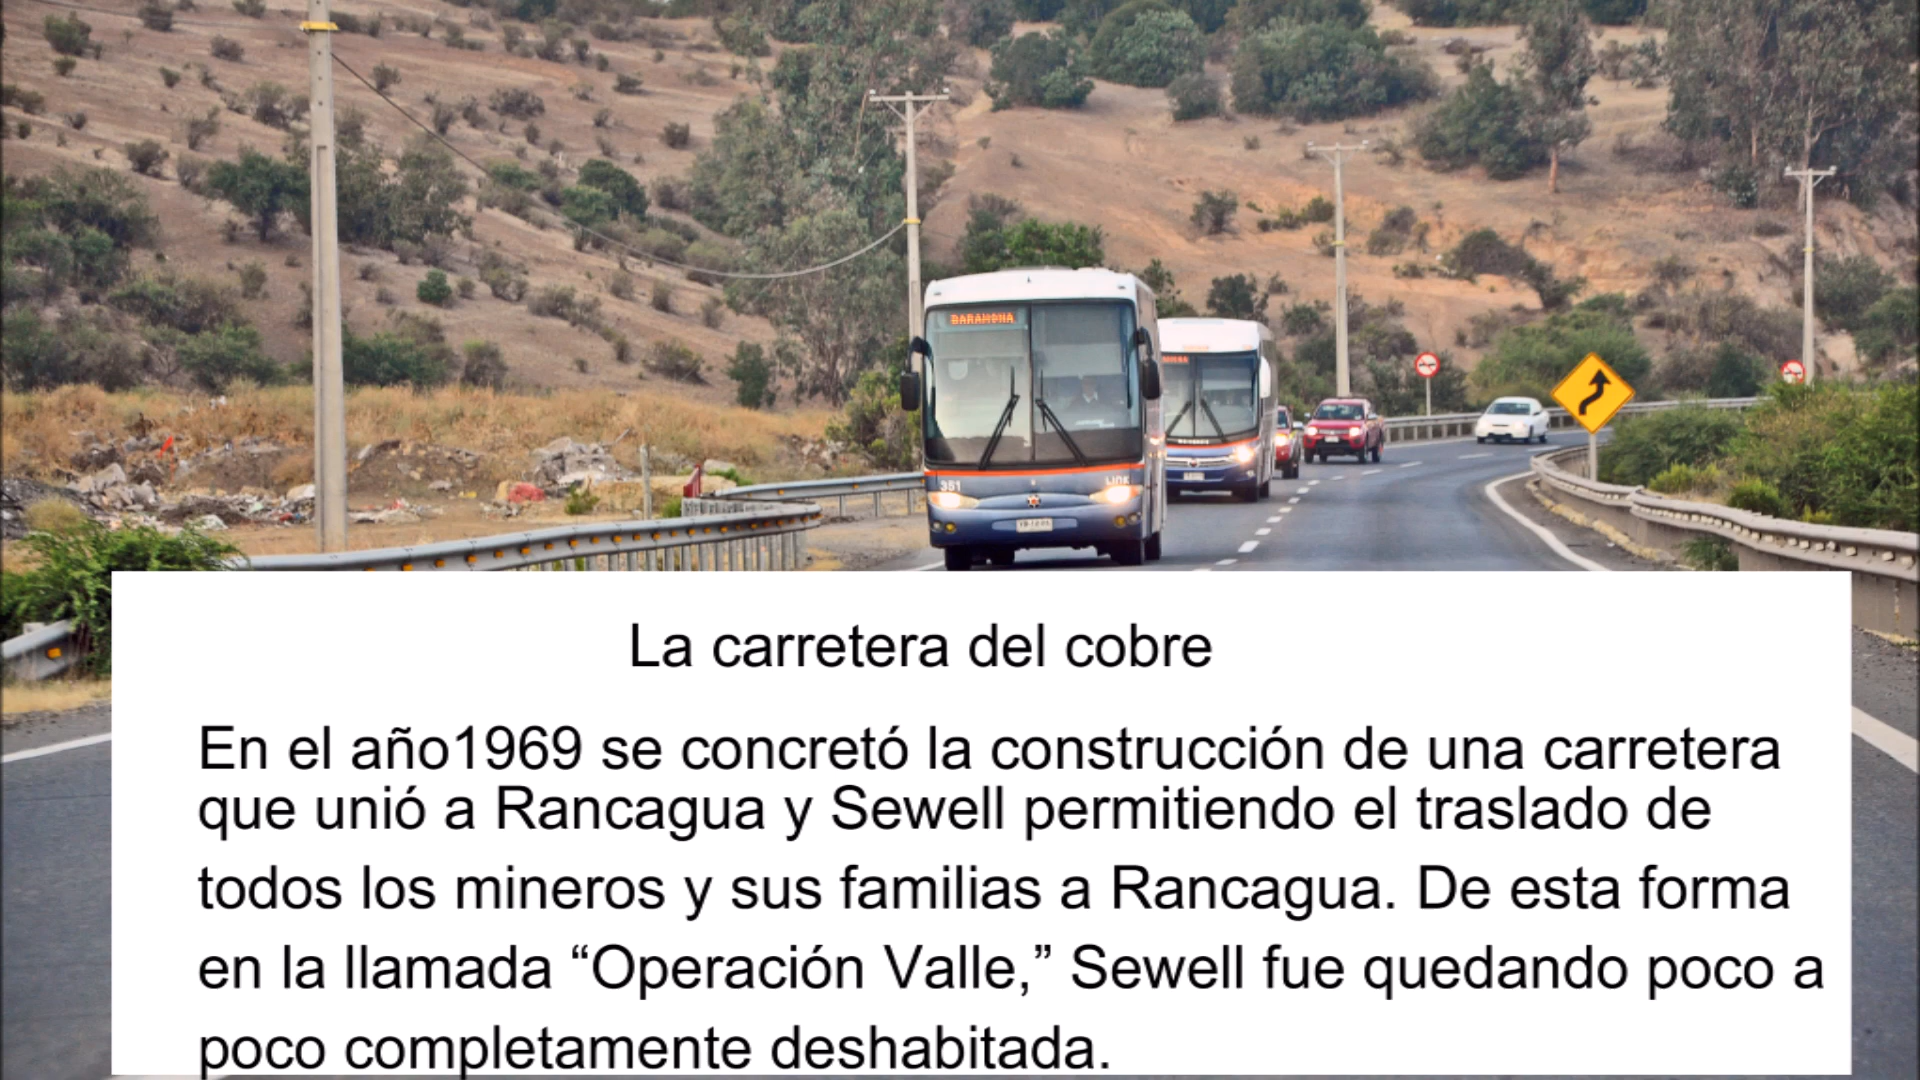 BARAHONA
351
La carretera del cobre
En el año1969 se concretó la construcción de una carretera
que unió a Rancagua y Sewell permitiendo el traslado de
todos los mineros y sus familias a Rancagua. De esta forma
en la llamada “Operación Valle,” Sewell fue quedando poco a
poco completamente deshabitada.